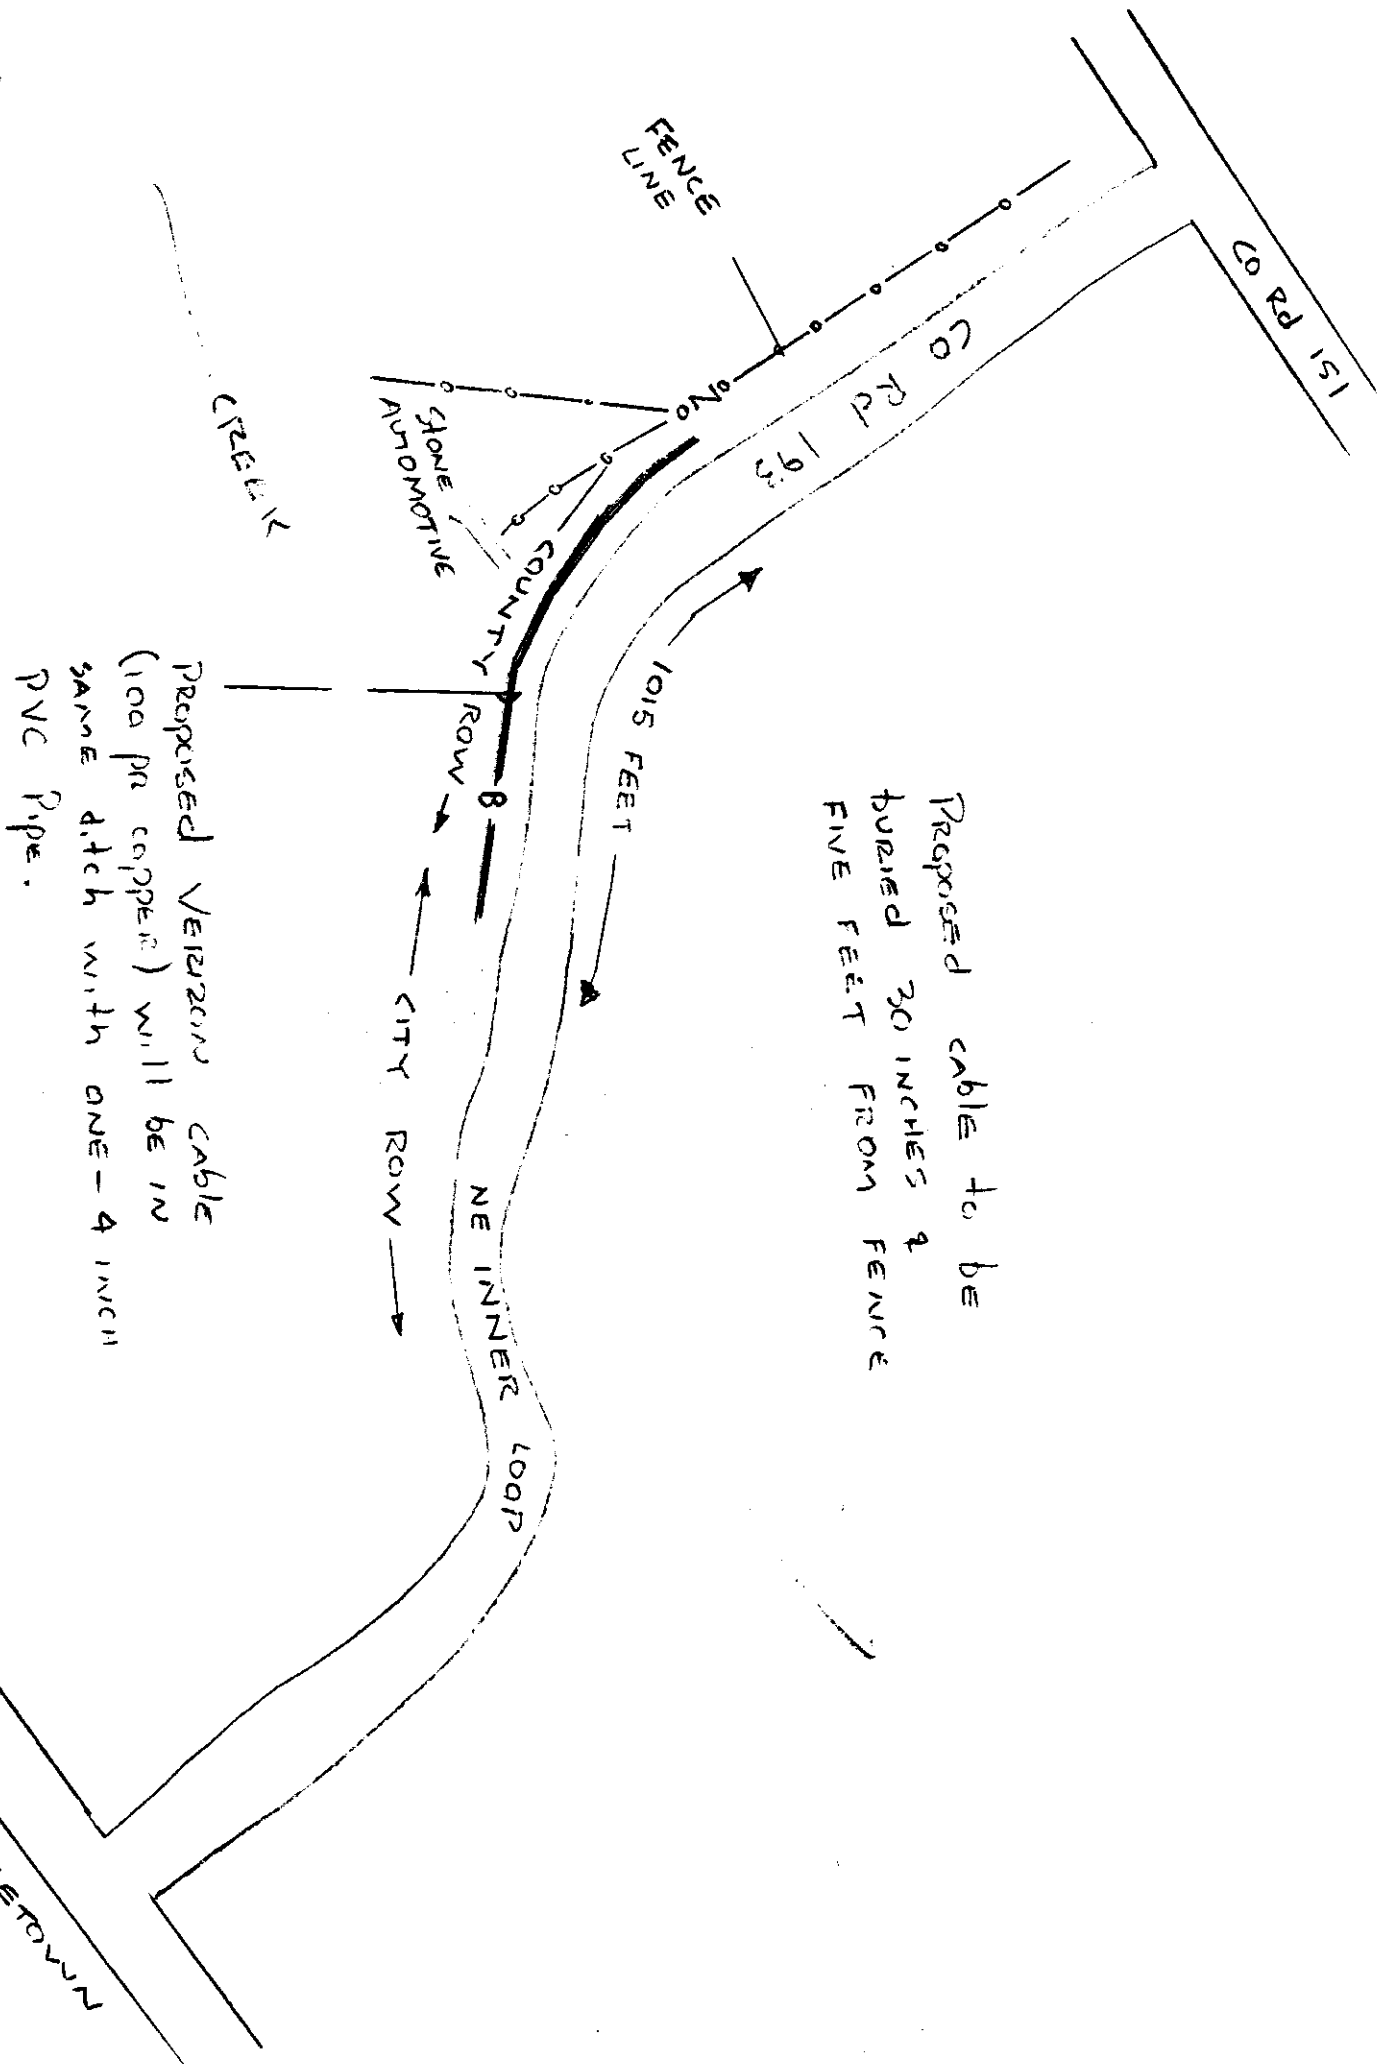 CO Rd 151
Proposed cable to be
buried 30 INCHES &
FIVE FEET FROM FENCE
CO Rd 193
1015 FEET
FENCE
LINE
NE INNER LOOP
B
COUNTY ROW
CITY ROW
STONE
AUTOMOTIVE
CREEK
Proposed VERIZON cable
(100 pr copper) will be IN
SAME ditch with ONE-4 INCH
PVC Pipe.
ETOWN